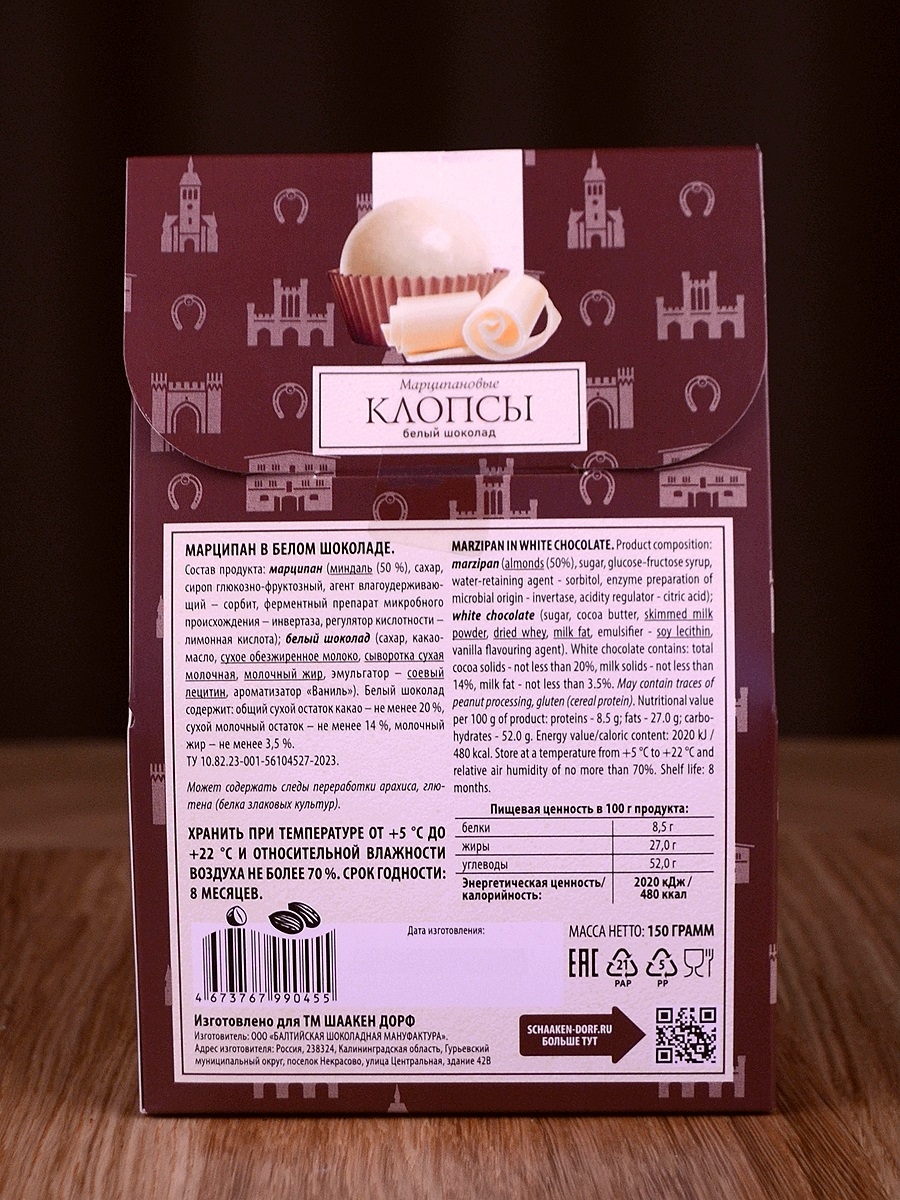 Марципановые
КЛОПСЫ
белый шоколад
МАРЦИПАН В БЕЛОМ ШОКОЛАДЕ.
Состав продукта: марципан (миндаль (50 %), сахар,
сироп глюкозно-фруктозный, агент влагоудерживаю-
щий – сорбит, ферментный препарат микробного
происхождения – инвертаза, регулятор кислотности –
лимонная кислота); белый шоколад (сахар, какао-
масло, сухое обезжиренное молоко, сыворотка сухая
молочная, молочный жир, эмульгатор – соевый
лецитин, ароматизатор «Ваниль»). Белый шоколад
содержит: общий сухой остаток какао – не менее 20 %,
сухой молочный остаток – не менее 14 %, молочный
жир – не менее 3,5 %.
ТУ 10.82.23-001-56104527-2023.
Может содержать следы переработки арахиса, глю-
тена (белка злаковых культур).
ХРАНИТЬ ПРИ ТЕМПЕРАТУРЕ ОТ +5 °С ДО
+22 °С И ОТНОСИТЕЛЬНОЙ ВЛАЖНОСТИ
ВОЗДУХА НЕ БОЛЕЕ 70 %. СРОК ГОДНОСТИ:
8 МЕСЯЦЕВ.
MARZIPAN IN WHITE CHOCOLATE. Product composition:
marzipan (almonds (50%), sugar, glucose-fructose syrup,
water-retaining agent - sorbitol, enzyme preparation of
microbial origin - invertase, acidity regulator - citric acid);
white chocolate (sugar, cocoa butter, skimmed milk
powder, dried whey, milk fat, emulsifier - soy lecithin,
vanilla flavouring agent). White chocolate contains: total
cocoa solids - not less than 20%, milk solids - not less than
14%, milk fat - not less than 3.5%. May contain traces of
peanut processing, gluten (cereal protein). Nutritional value
per 100 g of product: proteins - 8.5 g; fats - 27.0 g; carbo-
hydrates - 52.0 g. Energy value/caloric content: 2020 kJ /
480 kcal. Store at a temperature from +5 °C to +22 °C and
relative air humidity of no more than 70%. Shelf life: 8
months.
Пищевая ценность в 100 г продукта:
белки 8,5 г
жиры 27,0 г
углеводы 52,0 г
Энергетическая ценность/ 2020 кДж /
калорийность: 480 ккал
Дата изготовления:
МАССА НЕТТО: 150 ГРАММ
EAC 21 5
PAP PP
4 673767 990455
Изготовлено для ТМ ШААКЕН ДОРФ
Изготовитель: ООО «БАЛТИЙСКАЯ ШОКОЛАДНАЯ МАНУФАКТУРА».
Адрес изготовителя: Россия, 238324, Калининградская область, Гурьевский
муниципальный округ, поселок Некрасово, улица Центральная, здание 42В
SCHAAKEN-DORF.RU
БОЛЬШЕ ТУТ